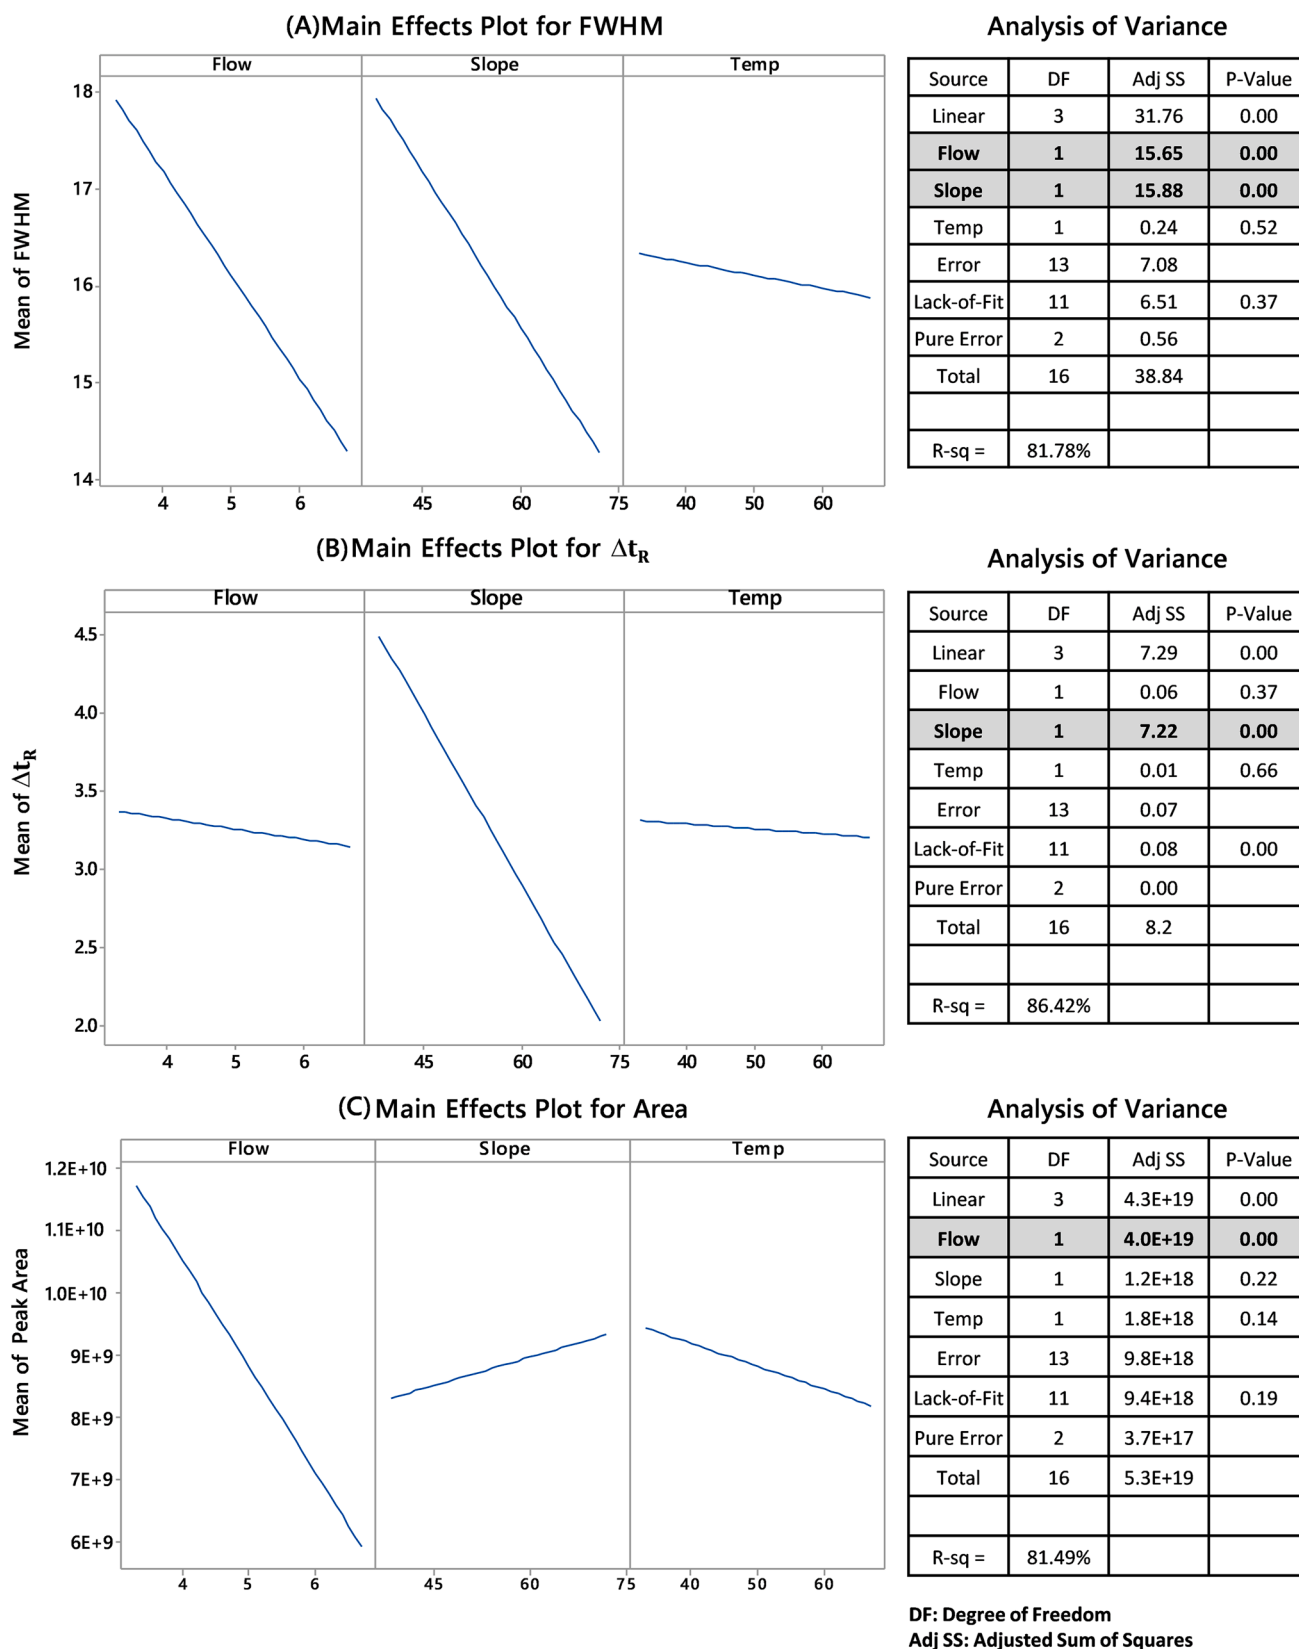 (A)Main Effects Plot for FWHM
Flow Slope Temp
Mean of FWHM
18
17
16
15
14
4 5 6 45 60 75 40 50 60
Analysis of Variance
Source DF Adj SS P-Value
Linear 3 31.76 0.00
Flow 1 15.65 0.00
Slope 1 15.88 0.00
Temp 1 0.24 0.52
Error 13 7.08
Lack-of-Fit 11 6.51 0.37
Pure Error 2 0.56
Total 16 38.84
R-sq = 81.78%
(B)Main Effects Plot for ΔtR
Flow Slope Temp
Mean of ΔtR
4.5
4.0
3.5
3.0
2.5
2.0
4 5 6 45 60 75 40 50 60
Analysis of Variance
Source DF Adj SS P-Value
Linear 3 7.29 0.00
Flow 1 0.06 0.37
Slope 1 7.22 0.00
Temp 1 0.01 0.66
Error 13 0.07
Lack-of-Fit 11 0.08 0.00
Pure Error 2 0.00
Total 16 8.2
R-sq = 86.42%
(C)Main Effects Plot for Area
Flow Slope Temp
Mean of Peak Area
1.2E+10
1.1E+10
1.0E+10
9E+9
8E+9
7E+9
6E+9
4 5 6 45 60 75 40 50 60
Analysis of Variance
Source DF Adj SS P-Value
Linear 3 4.3E+19 0.00
Flow 1 4.0E+19 0.00
Slope 1 1.2E+18 0.22
Temp 1 1.8E+18 0.14
Error 13 9.8E+18
Lack-of-Fit 11 9.4E+18 0.19
Pure Error 2 3.7E+17
Total 16 5.3E+19
R-sq = 81.49%
DF: Degree of Freedom
Adj SS: Adjusted Sum of Squares